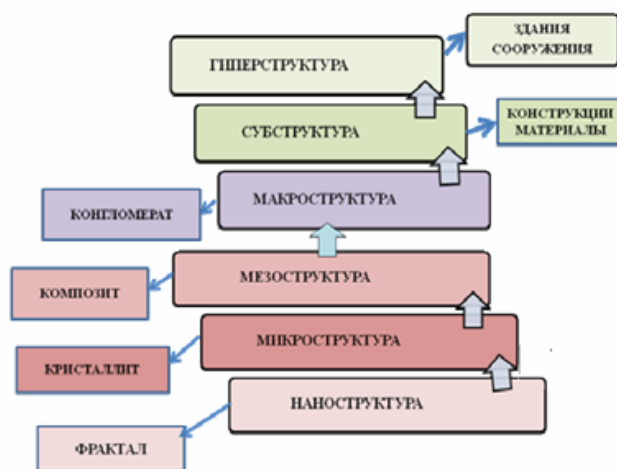 ЗДАНИЯ
СООРУЖЕНИЯ
ГИПЕРСТРУКТУРА
СУБСТРУКТУРА
КОНСТРУКЦИИ
МАТЕРИАЛЫ
МАКРОСТРУКТУРА
КОНГЛОМЕРАТ
МЕЗОСТРУКТУРА
КОМПОЗИТ
МИКРОСТРУКТУРА
КРИСТАЛЛИТ
НАНОСТРУКТУРА
ФРАКТАЛ